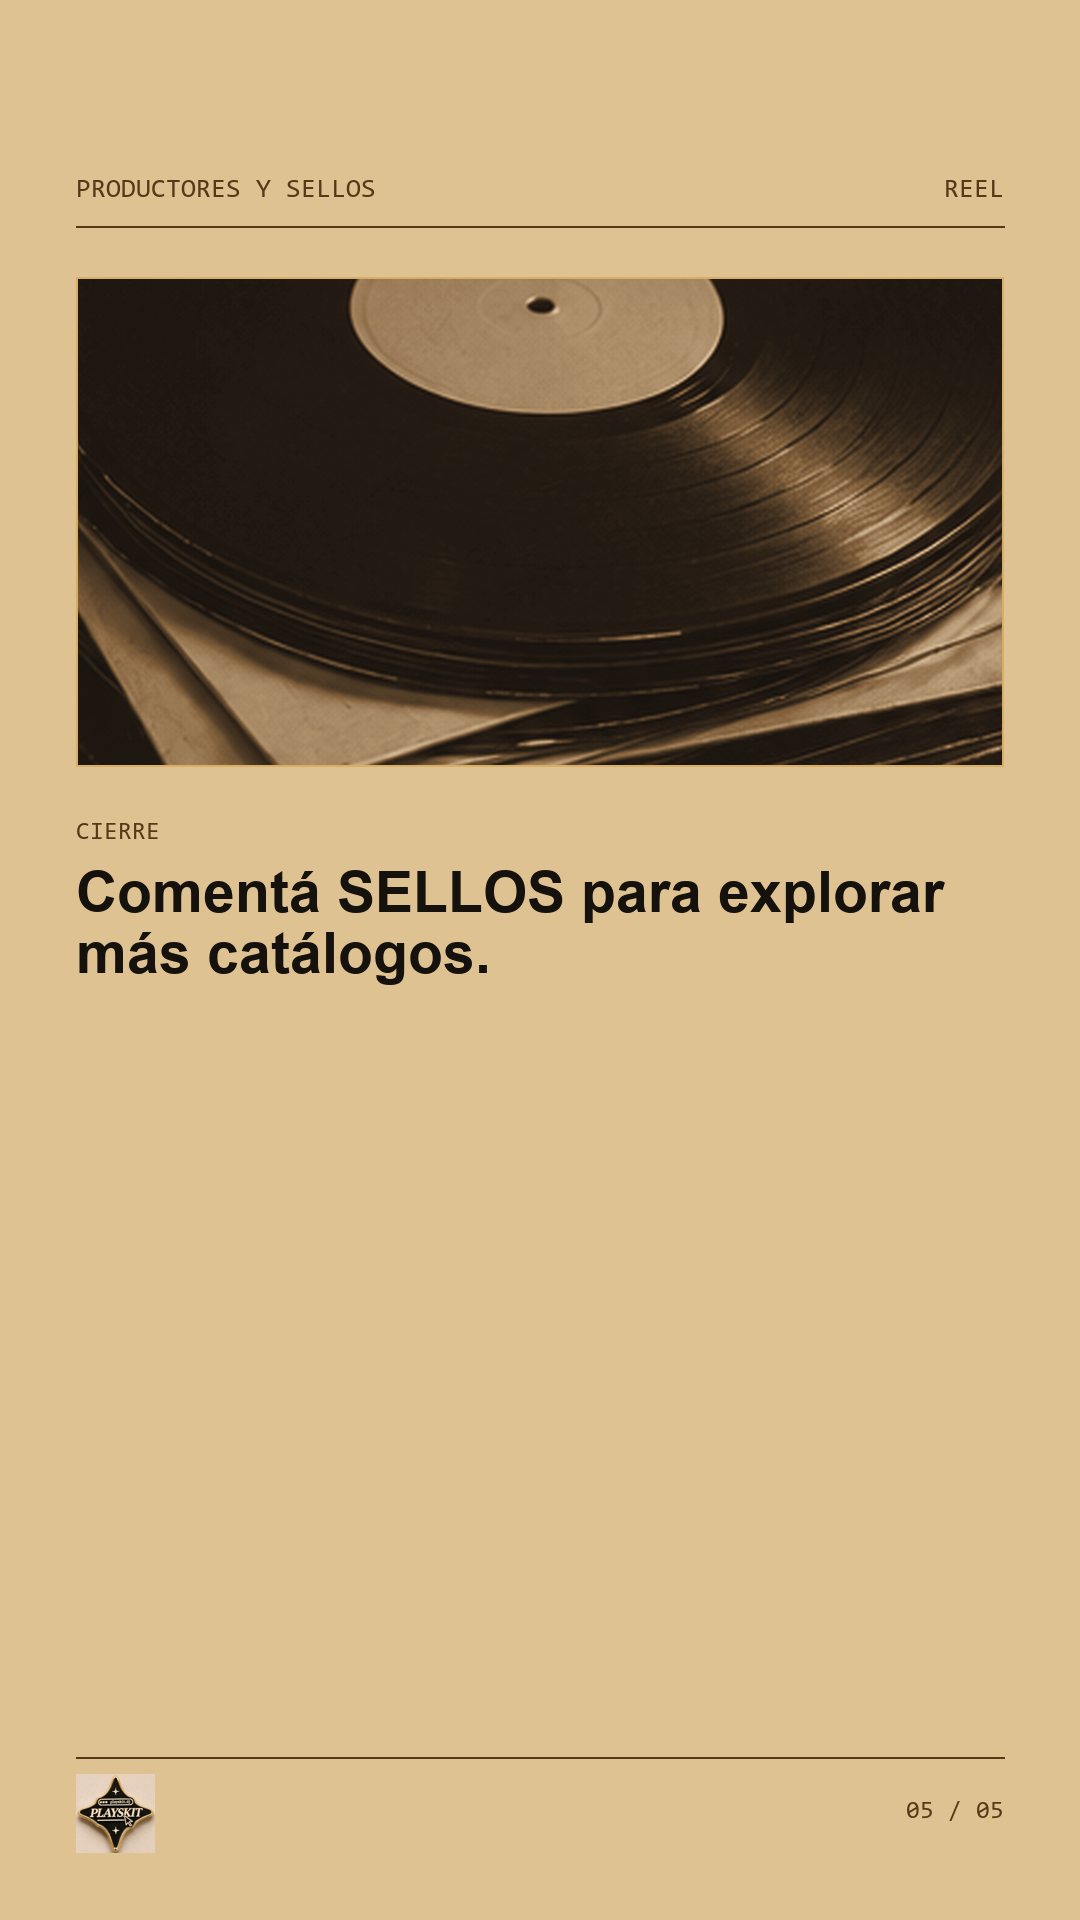 PRODUCTORES Y SELLOS
REEL
CIERRE
Comentá SELLOS para explorar
más catálogos.
PLAYSKIT
05 / 05